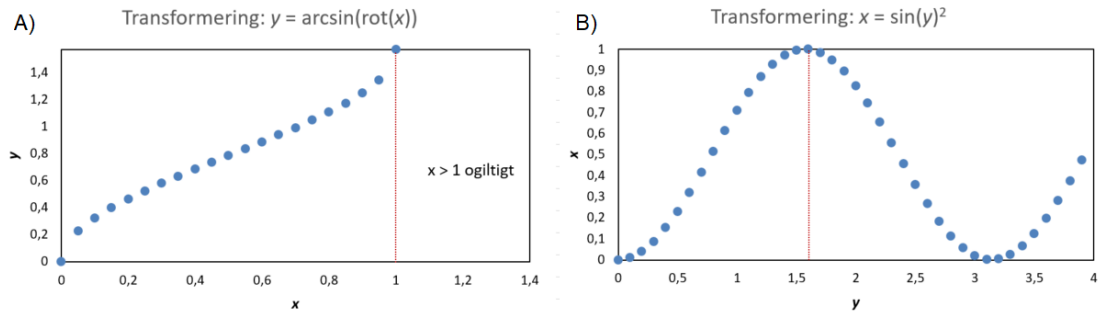 A)
Transformering: y = arcsin(rot(x))
1,4
1,2
1
0,8
0,6
0,4
0,2
0
y
x > 1 ogiltigt
0 0,2 0,4 0,6 0,8 1 1,2 1,4
x
B)
Transformering: x = sin(y)²
1
0,9
0,8
0,7
0,6
0,5
0,4
0,3
0,2
0,1
0
x
0 0,5 1 1,5 2 2,5 3 3,5 4
y